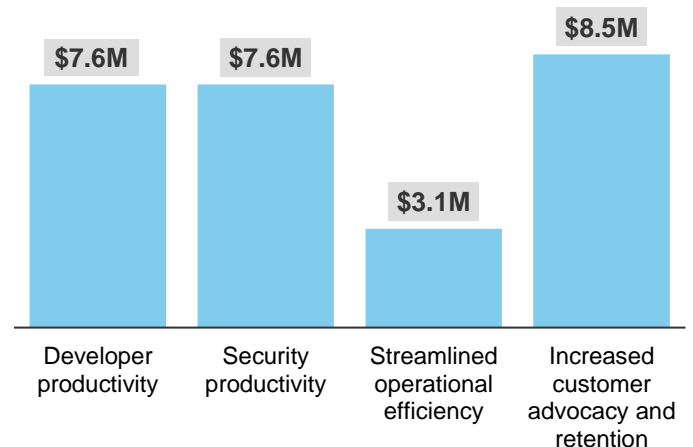 $7.6M
$7.6M
$3.1M
$8.5M
Developer
productivity
Security
productivity
Streamlined
operational
efficiency
Increased
customer
advocacy and
retention